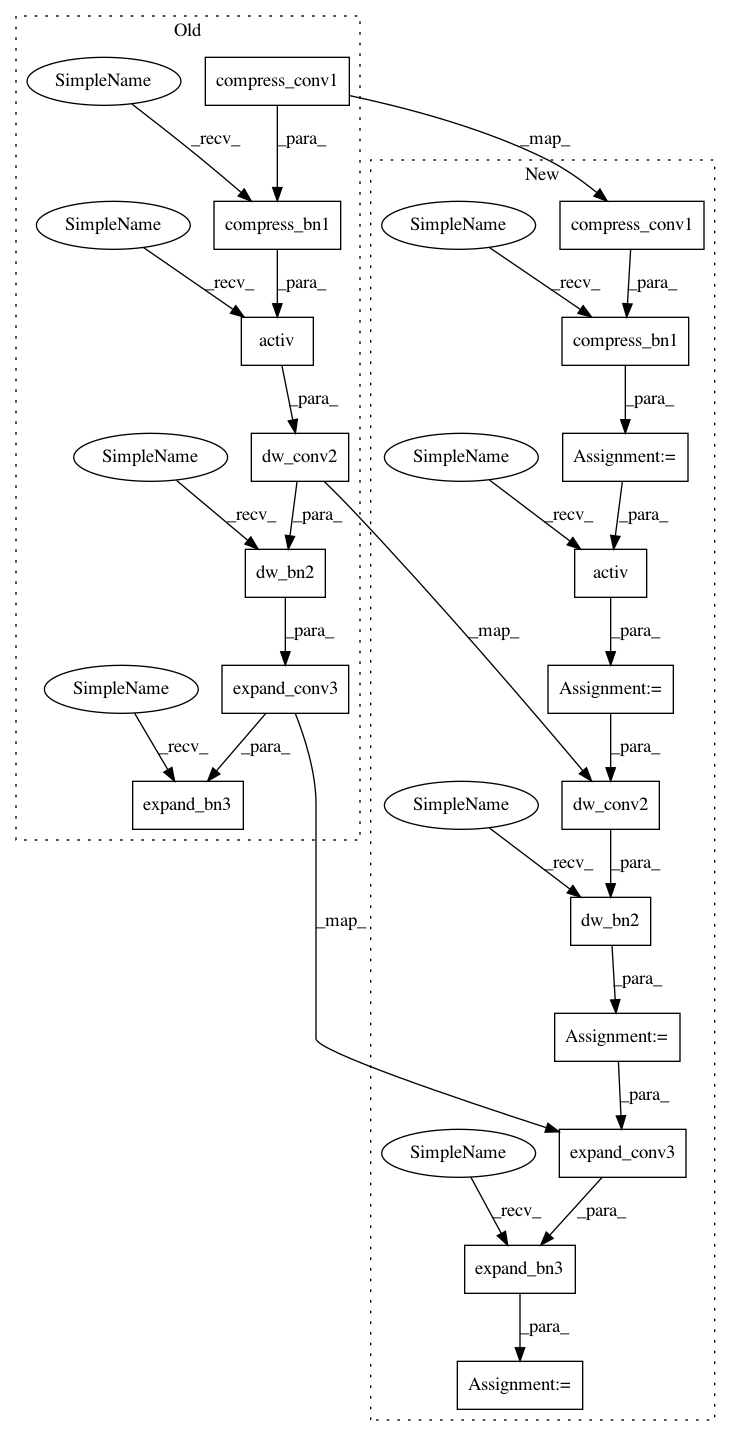 Old
SimpleName
compress_conv1
_recv_
_para_
_map_
New
SimpleName
compress_bn1
SimpleName
compress_conv1
_recv_
_para_
_recv_
_para_
activ
compress_bn1
_para_
_para_
SimpleName
dw_conv2
SimpleName
Assignment:=
_recv_
_para_
_recv_
_para_
dw_bn2
activ
_para_
_map_
_para_
SimpleName
expand_conv3
Assignment:=
_recv_
_para_
_para_
expand_bn3
SimpleName
dw_conv2
_recv_
_para_
_map_
dw_bn2
_para_
Assignment:=
_para_
SimpleName
expand_conv3
_recv_
_para_
expand_bn3
_para_
Assignment:=